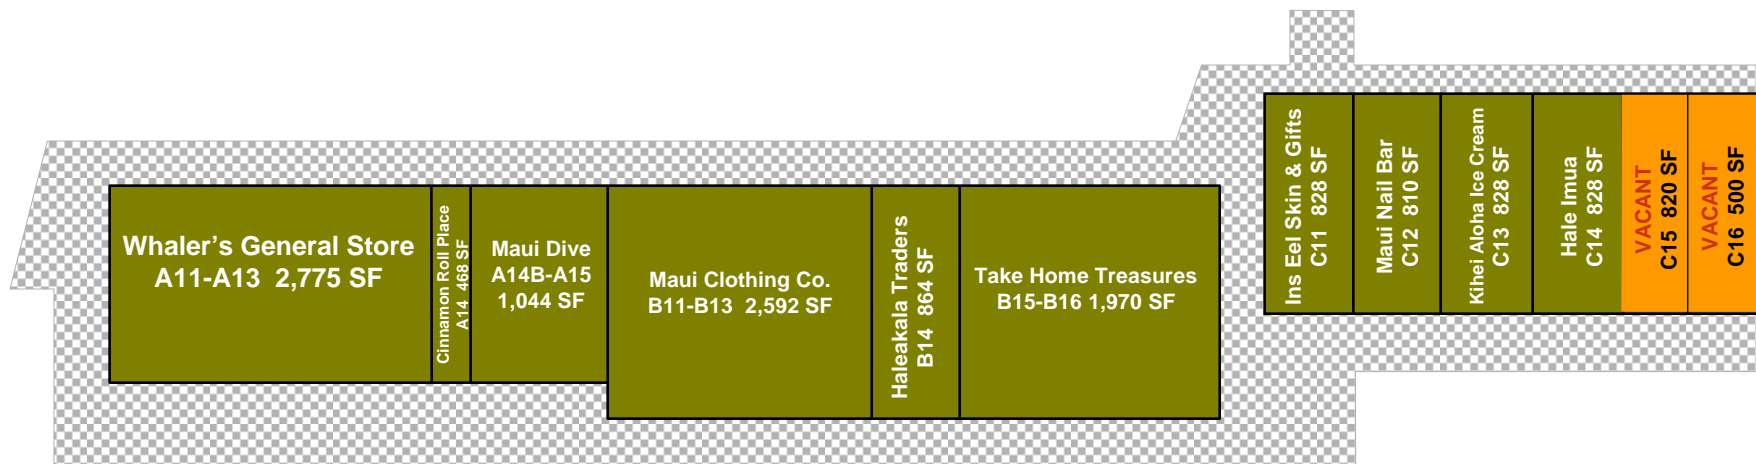 Whaler's General Store
A11-A13 2,775 SF
Cinnamon Roll Place
A14 468 SF
Maui Dive
A14B-A15
1,044 SF
Maui Clothing Co.
B11-B13 2,592 SF
Haleakala Traders
B14 864 SF
Take Home Treasures
B15-B16 1,970 SF
Ins Eel Skin & Gifts
C11 828 SF
Maui Nail Bar
C12 810 SF
Kihei Aloha Ice Cream
C13 828 SF
Hale Imua
C14 828 SF
VACANT
C15 820 SF
VACANT
C16 500 SF